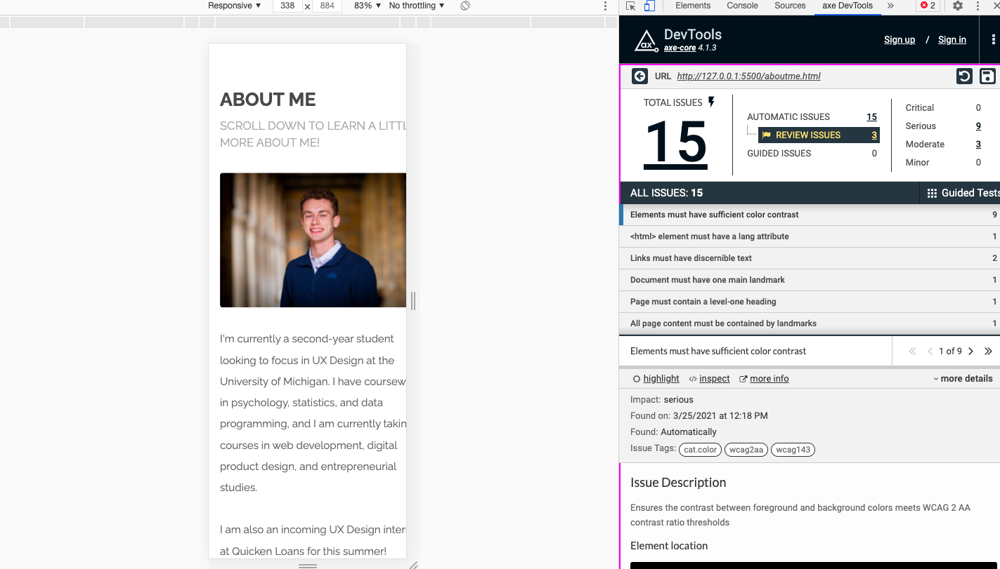 Responsive ▼ 338 × 884 83% ▼ No throttling ▼
Elements Console Sources axe DevTools » 2
ABOUT ME
SCROLL DOWN TO LEARN A LITTL
MORE ABOUT ME!
I'm currently a second-year student
looking to focus in UX Design at the
University of Michigan. I have coursew
in psychology, statistics, and data
programming, and I am currently takin
courses in web development, digital
product design, and entrepreneurial
studies.
I am also an incoming UX Design inter
at Quicken Loans for this summer!
ax DevTools
axe-core 4.1.3
Sign up / Sign in
URL http://127.0.0.1:5500/aboutme.html
TOTAL ISSUES
15
AUTOMATIC ISSUES 15
REVIEW ISSUES 3
GUIDED ISSUES 0
Critical 0
Serious 9
Moderate 3
Minor 0
ALL ISSUES: 15 Guided Tests
Elements must have sufficient color contrast 9
<html> element must have a lang attribute 1
Links must have discernible text 2
Document must have one main landmark 1
Page must contain a level-one heading 1
All page content must be contained by landmarks 1
Elements must have sufficient color contrast 1 of 9
highlight </> inspect more info more details
Impact: serious
Found on: 3/25/2021 at 12:18 PM
Found: Automatically
Issue Tags: cat.color wcag2aa wcag143
Issue Description
Ensures the contrast between foreground and background colors meets WCAG 2 AA
contrast ratio thresholds
Element location